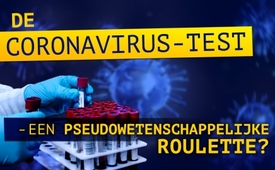 DE
CORONAVIRUS-TEST
- EEN PSEUDOWETENSCHAPPELIJKE
ROULETTE?